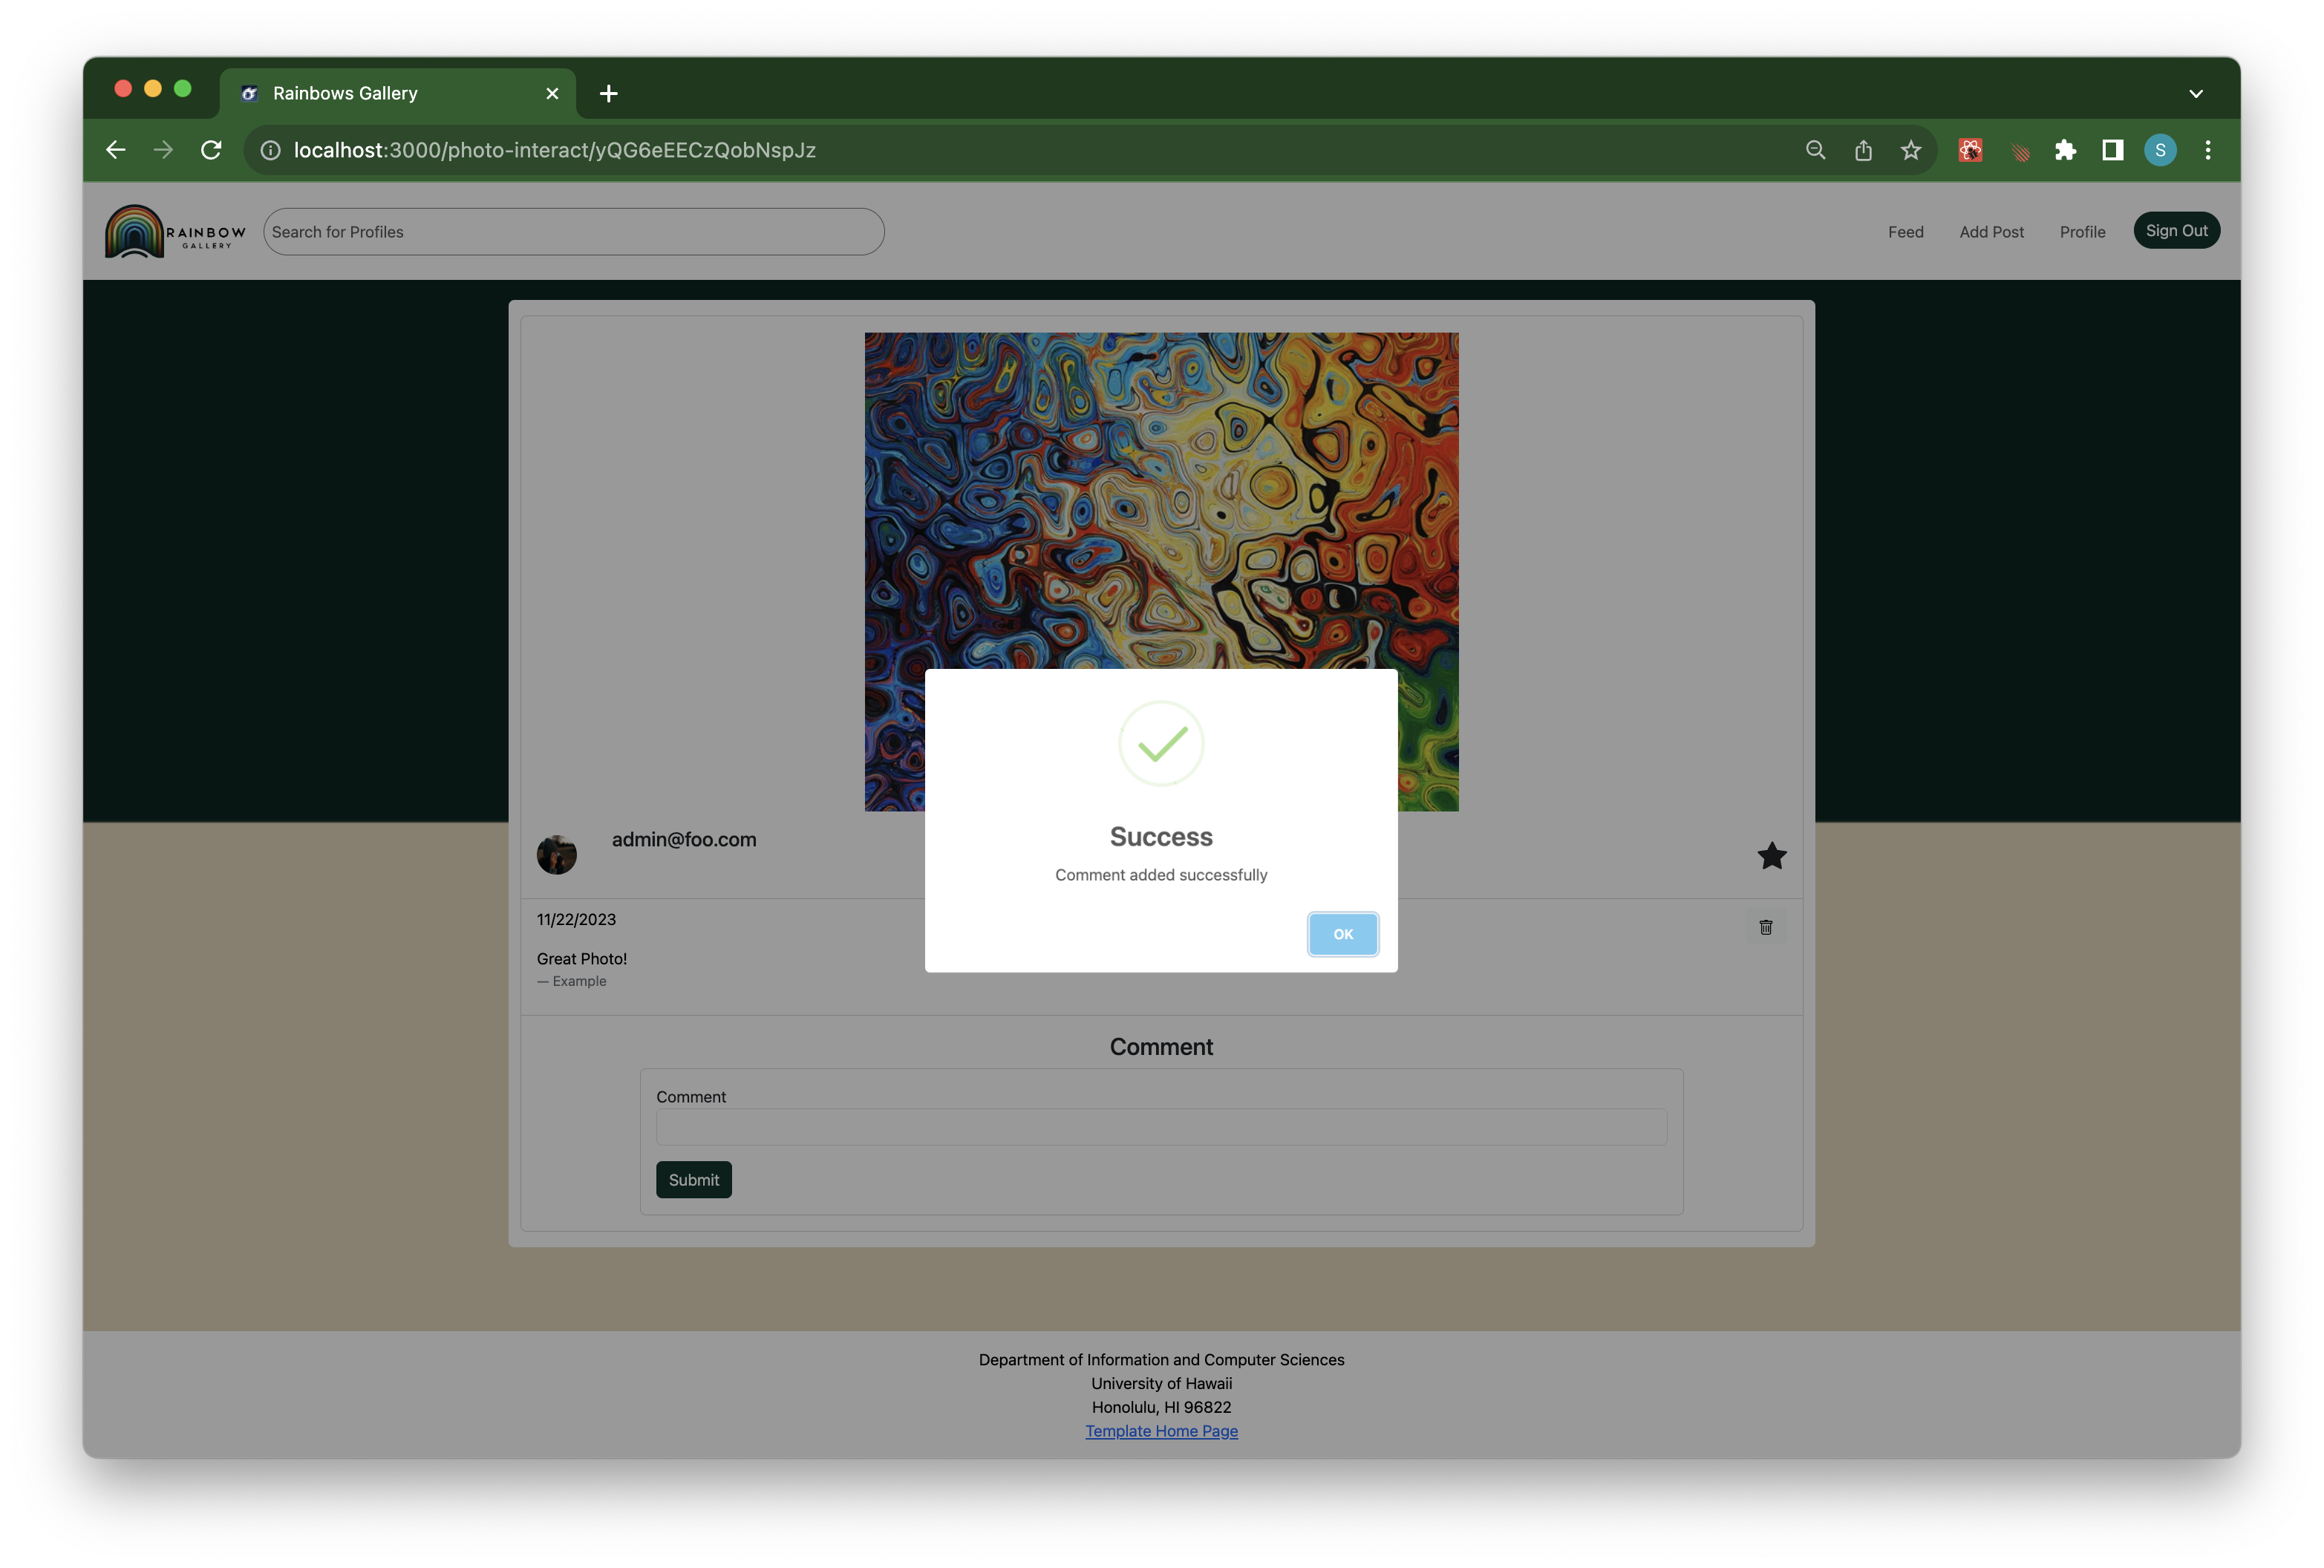 Rainbows Gallery
localhost:3000/photo-interact/yQG6eEECzQobNspJz
S
RAINBOW
GALLERY
Search for Profiles
Feed
Add Post
Profile
Sign Out
admin@foo.com
11/22/2023
Great Photo!
— Example
Success
Comment added successfully
OK
Comment
Comment
Submit
Department of Information and Computer Sciences
University of Hawaii
Honolulu, HI 96822
Template Home Page